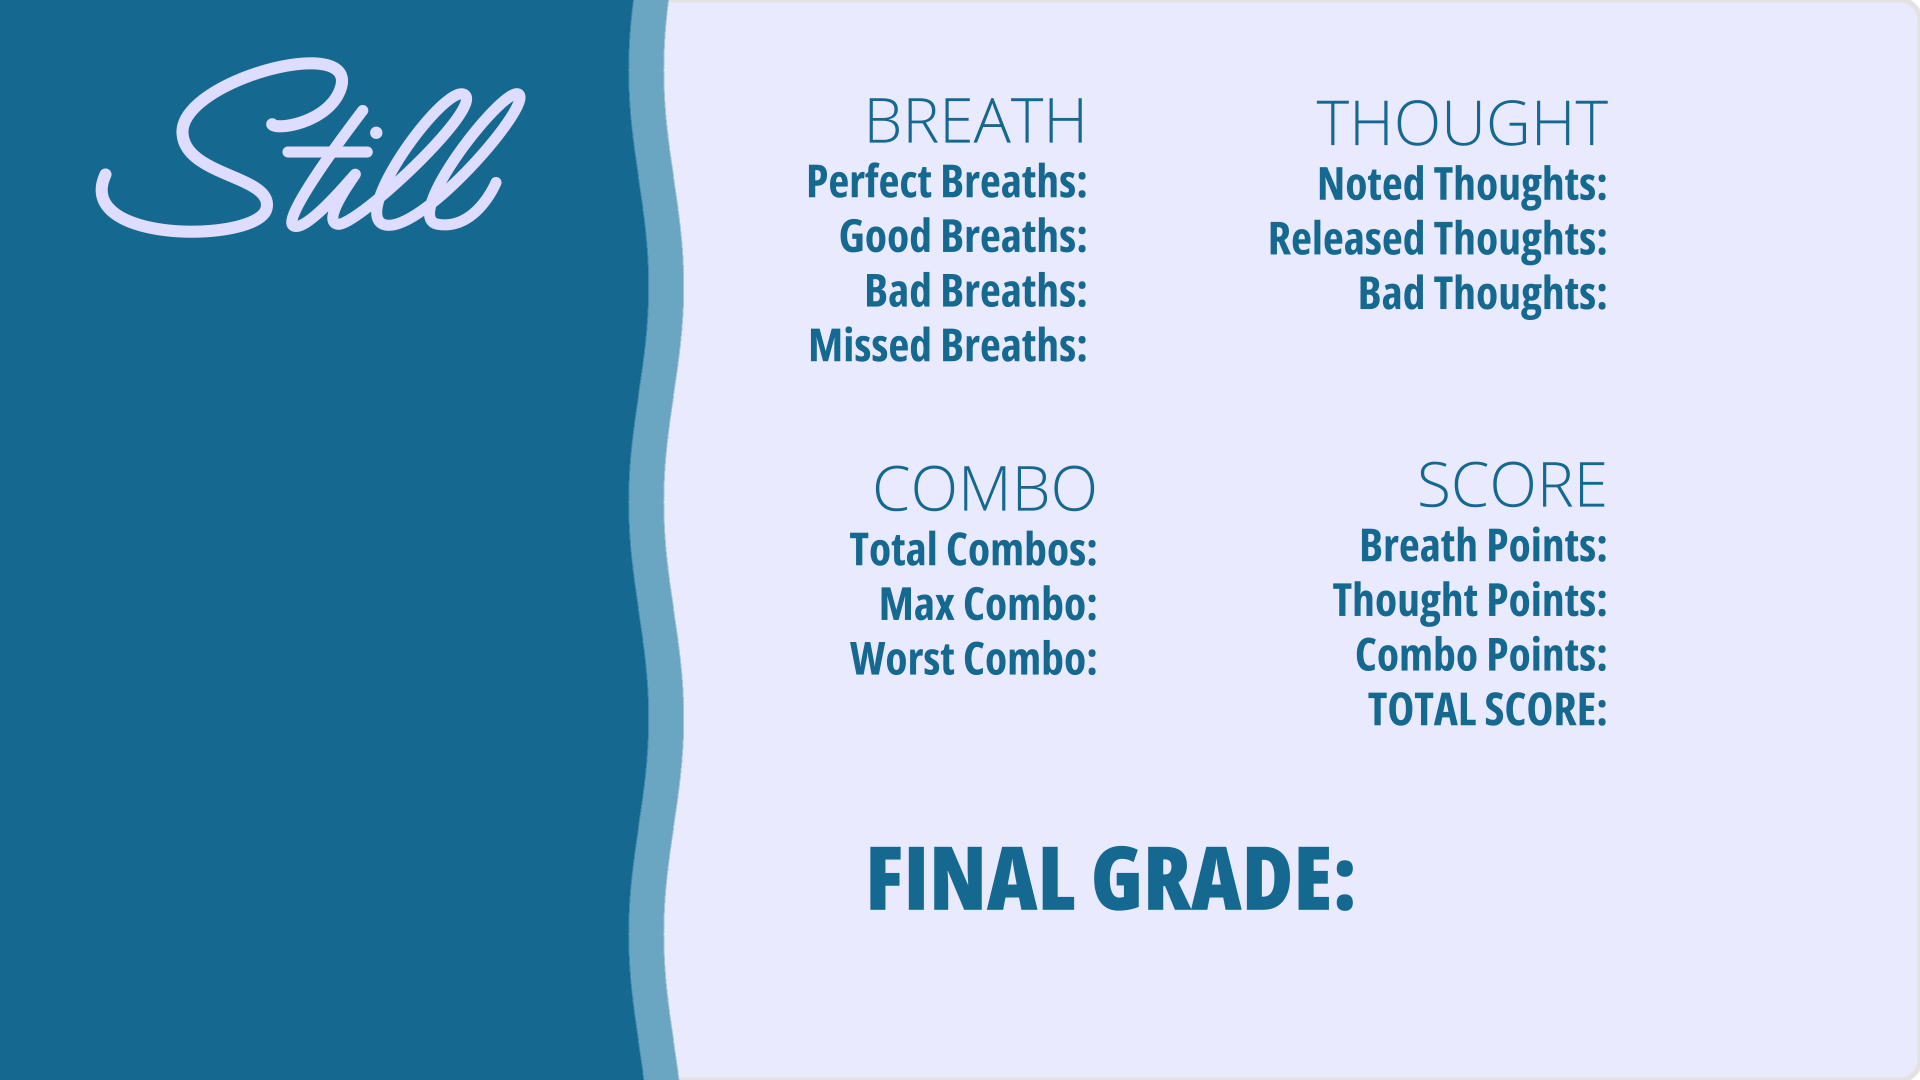 Still
BREATH
Perfect Breaths:
Good Breaths:
Bad Breaths:
Missed Breaths:
THOUGHT
Noted Thoughts:
Released Thoughts:
Bad Thoughts:
COMBO
Total Combos:
Max Combo:
Worst Combo:
SCORE
Breath Points:
Thought Points:
Combo Points:
TOTAL SCORE:
FINAL GRADE: